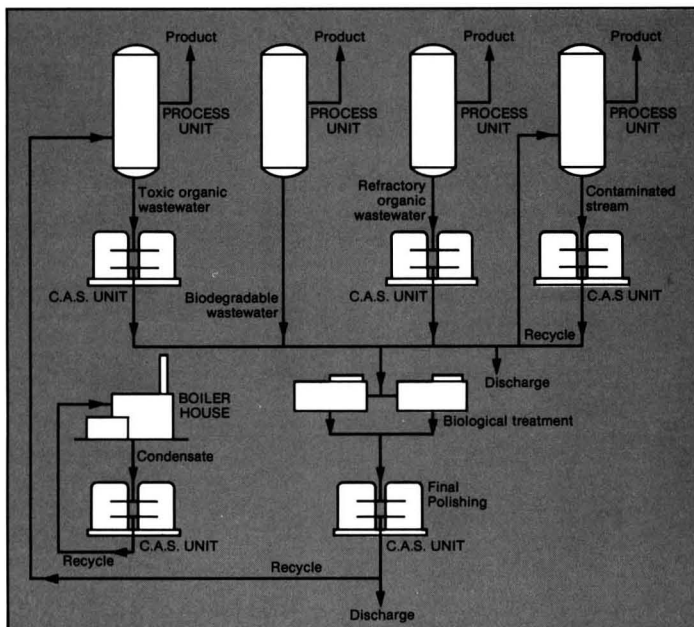 Product
Product
Product
Product
PROCESS
UNIT
PROCESS
UNIT
PROCESS
UNIT
PROCESS
UNIT
Toxic organic
wastewater
Refractory
organic
wastewater
Contaminated
stream
C.A.S. UNIT
Biodegradable
wastewater
C.A.S. UNIT
C.A.S UNIT
Recycle
Discharge
BOILER
HOUSE
Biological treatment
Condensate
Final
Polishing
C.A.S. UNIT
C.A.S. UNIT
Recycle
Recycle
Discharge